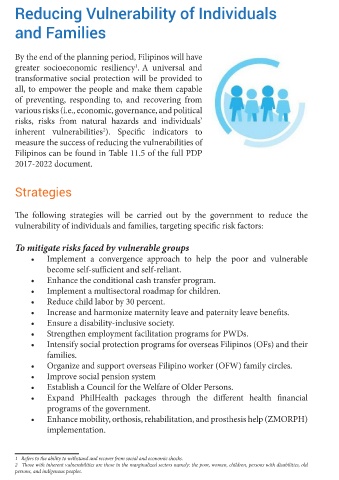 Reducing Vulnerability of Individuals
and Families
By the end of the planning period, Filipinos will have
greater socioeconomic resiliency¹. A universal and
transformative social protection will be provided to
all, to empower the people and make them capable
of preventing, responding to, and recovering from
various risks (i.e., economic, governance, and political
risks, risks from natural hazards and individuals'
inherent vulnerabilities²). Specific indicators to
measure the success of reducing the vulnerabilities of
Filipinos can be found in Table 11.5 of the full PDP
2017-2022 document.
Strategies
The following strategies will be carried out by the government to reduce the
vulnerability of individuals and families, targeting specific risk factors:
To mitigate risks faced by vulnerable groups
• Implement a convergence approach to help the poor and vulnerable
become self-sufficient and self-reliant.
• Enhance the conditional cash transfer program.
• Implement a multisectoral roadmap for children.
• Reduce child labor by 30 percent.
• Increase and harmonize maternity leave and paternity leave benefits.
• Ensure a disability-inclusive society.
• Strengthen employment facilitation programs for PWDs.
• Intensify social protection programs for overseas Filipinos (OFs) and their
families.
• Organize and support overseas Filipino worker (OFW) family circles.
• Improve social pension system
• Establish a Council for the Welfare of Older Persons.
• Expand PhilHealth packages through the different health financial
programs of the government.
• Enhance mobility, orthosis, rehabilitation, and prosthesis help (ZMORPH)
implementation.
1 Refers to the ability to withstand and recover from social and economic shocks.
2 Those with inherent vulnerabilities are those in the marginalized sectors namely: the poor, women, children, persons with disabilities, old
persons, and indigenous peoples.